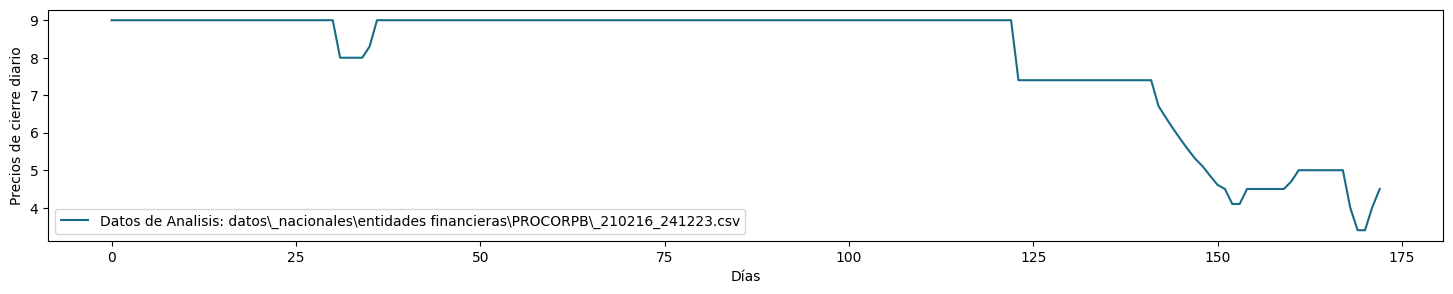 9
8
7
6
5
4
Precios de cierre diario
Datos de Analisis: datos\_nacionales\entidades financieras\PROCORPB\_210216_241223.csv
0 25 50 75 100 125 150 175
Días